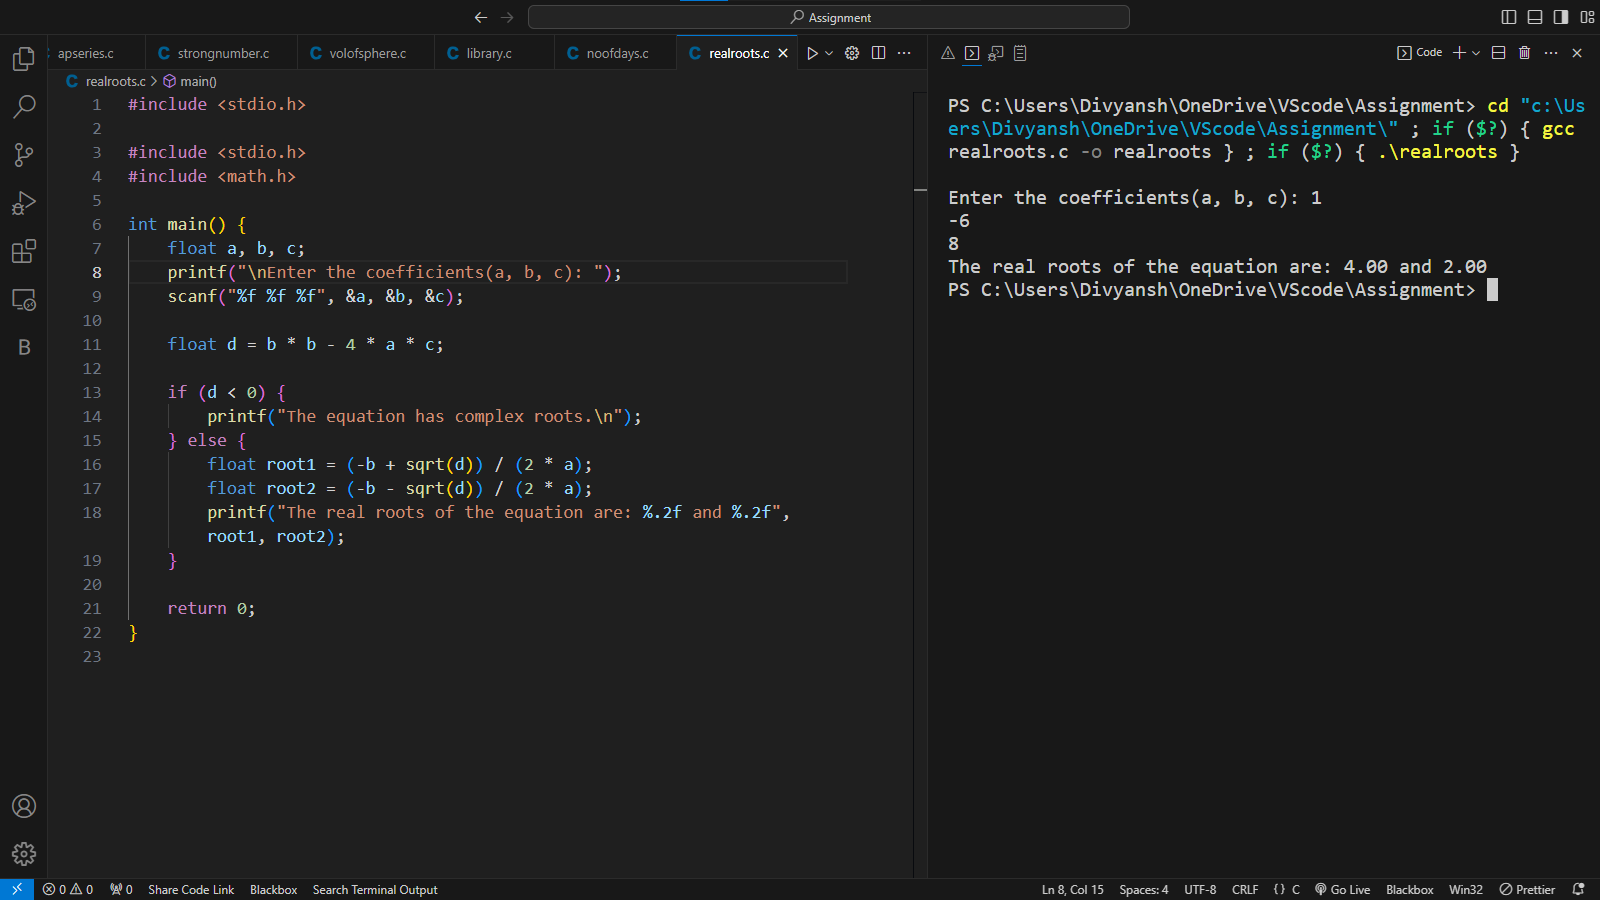 Assignment
apseries.c
C strongnumber.c
C volofsphere.c
C library.c
C noofdays.c
C realroots.c
Code
C realroots.c > main()
1 #include <stdio.h>
2
3 #include <stdio.h>
4 #include <math.h>
5
6 int main() {
7 float a, b, c;
8 printf("\nEnter the coefficients(a, b, c): ");
9 scanf("%f %f %f", &a, &b, &c);
10
11 float d = b * b - 4 * a * c;
12
13 if (d < 0) {
14 printf("The equation has complex roots.\n");
15 } else {
16 float root1 = (-b + sqrt(d)) / (2 * a);
17 float root2 = (-b - sqrt(d)) / (2 * a);
18 printf("The real roots of the equation are: %.2f and %.2f",
root1, root2);
19 }
20
21 return 0;
22 }
23
B
PS C:\Users\Divyansh\OneDrive\VScode\Assignment> cd "c:\Us
ers\Divyansh\OneDrive\VScode\Assignment\" ; if ($?) { gcc
realroots.c -o realroots } ; if ($?) { .\realroots }
Enter the coefficients(a, b, c): 1
-6
8
The real roots of the equation are: 4.00 and 2.00
PS C:\Users\Divyansh\OneDrive\VScode\Assignment>
0 0 0 Share Code Link Blackbox Search Terminal Output Ln 8, Col 15 Spaces: 4 UTF-8 CRLF {} C Go Live Blackbox Win32 Prettier